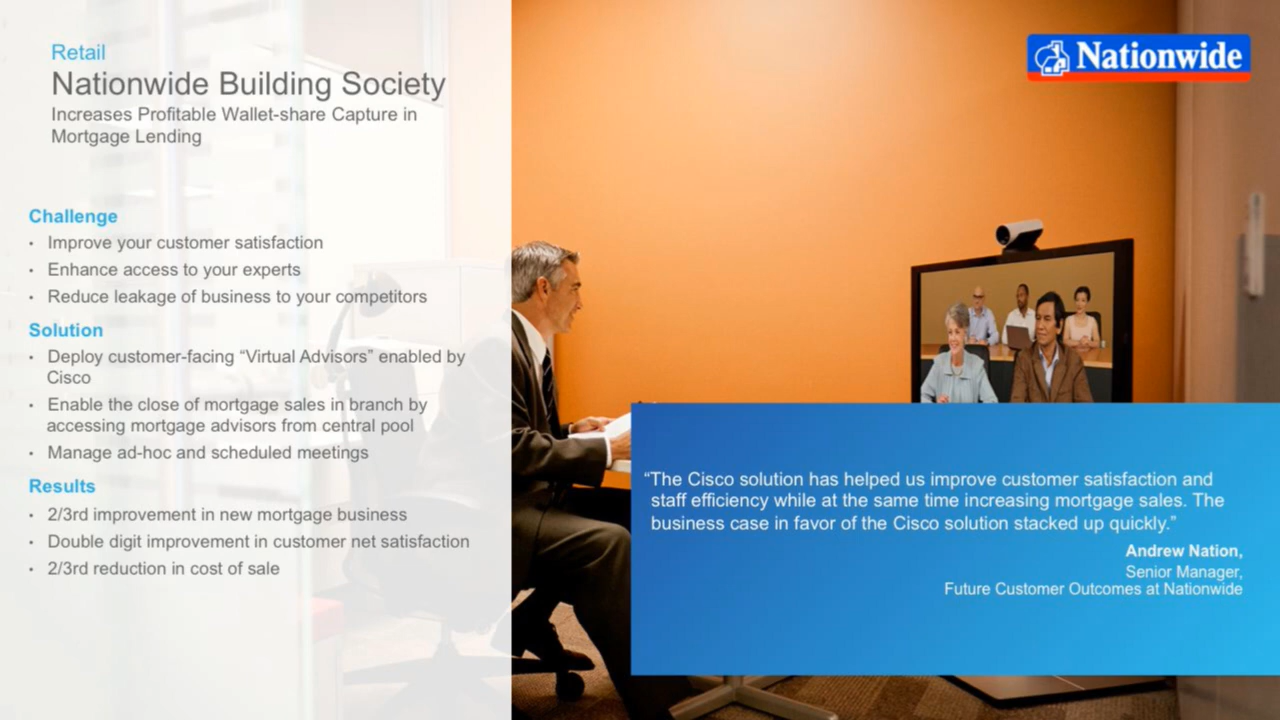 Retail
Nationwide Building Society
Increases Profitable Wallet-share Capture in
Mortgage Lending
Challenge
• Improve your customer satisfaction
• Enhance access to your experts
• Reduce leakage of business to your competitors
Solution
• Deploy customer-facing “Virtual Advisors” enabled by
Cisco
• Enable the close of mortgage sales in branch by
accessing mortgage advisors from central pool
• Manage ad-hoc and scheduled meetings
Results
• 2/3rd improvement in new mortgage business
• Double digit improvement in customer net satisfaction
• 2/3rd reduction in cost of sale
Nationwide
“The Cisco solution has helped us improve customer satisfaction and
staff efficiency while at the same time increasing mortgage sales. The
business case in favor of the Cisco solution stacked up quickly.”
Andrew Nation,
Senior Manager,
Future Customer Outcomes at Nationwide